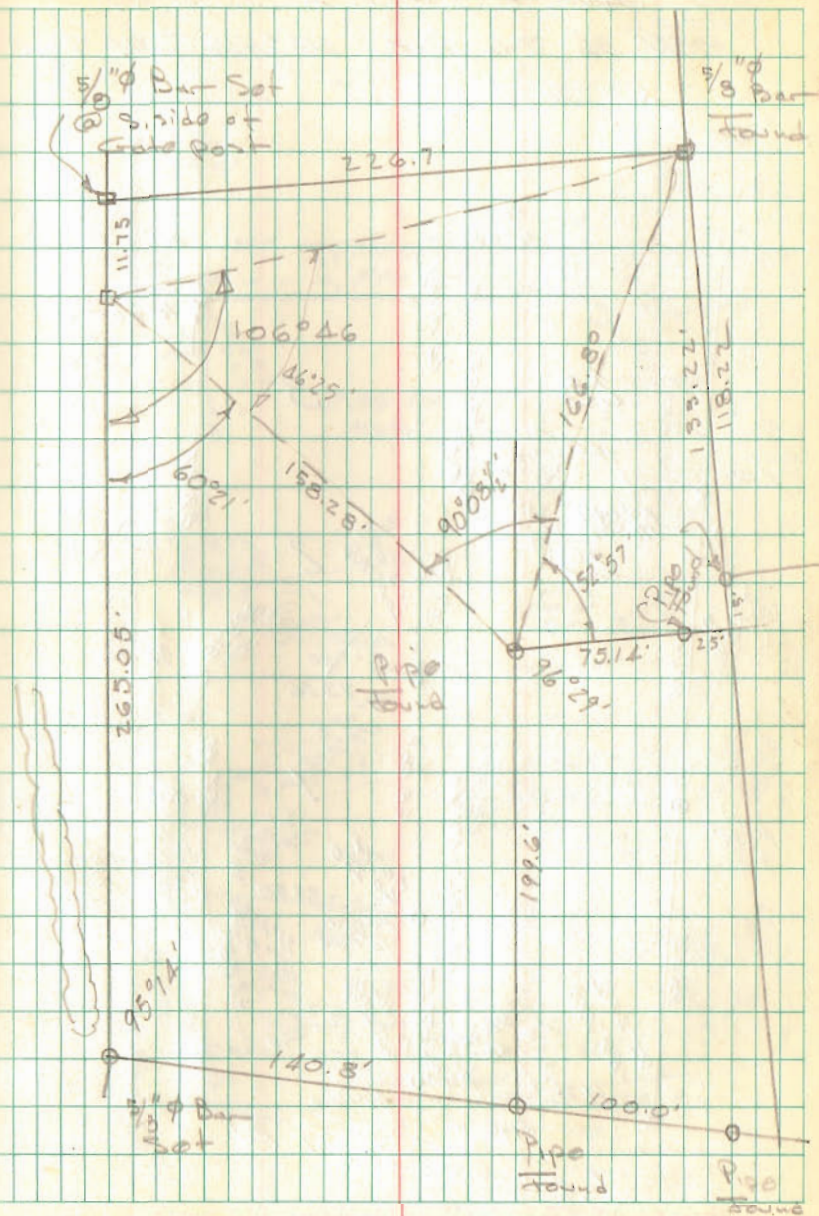 5/8"Ø Bar Set
@ S. side of
Gate post
5/8"Ø Bar
Found
226.7'
11.75
106°46
46°25'
60°21'
158.28'
166.80
133.22'
118.22
90°08½'
52°57'
Pipe
Found
15'
75.14'
25'
96°29'
Pipe
Found
265.05'
199.6'
95°14'
140.8'
100.0'
5/8"Ø Bar
Set
Pipe
Found
Pipe
Found